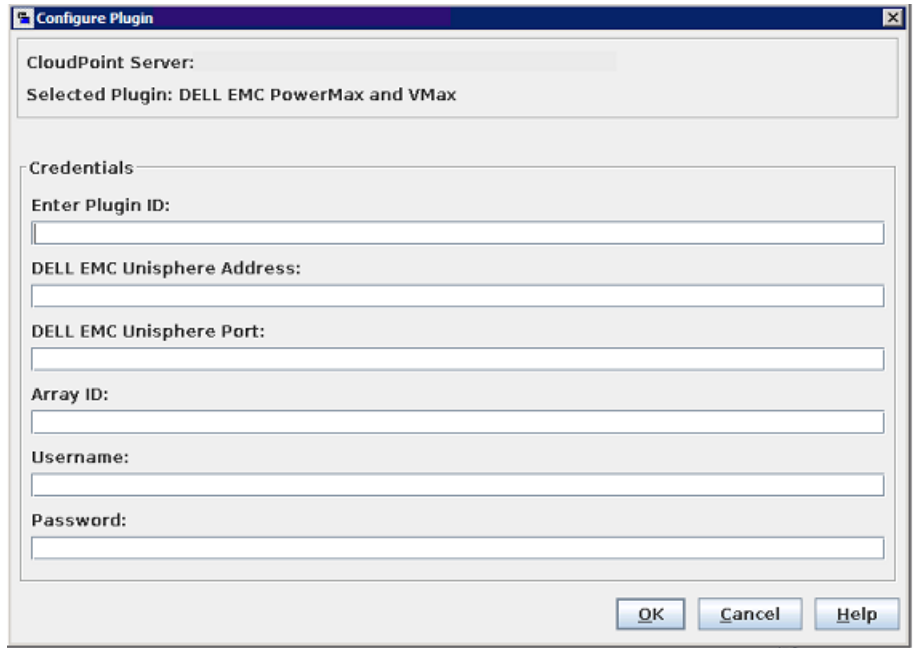 Configure Plugin
CloudPoint Server:
Selected Plugin: DELL EMC PowerMax and VMax
Credentials
Enter Plugin ID:
DELL EMC Unisphere Address:
DELL EMC Unisphere Port:
Array ID:
Username:
Password:
OK Cancel Help